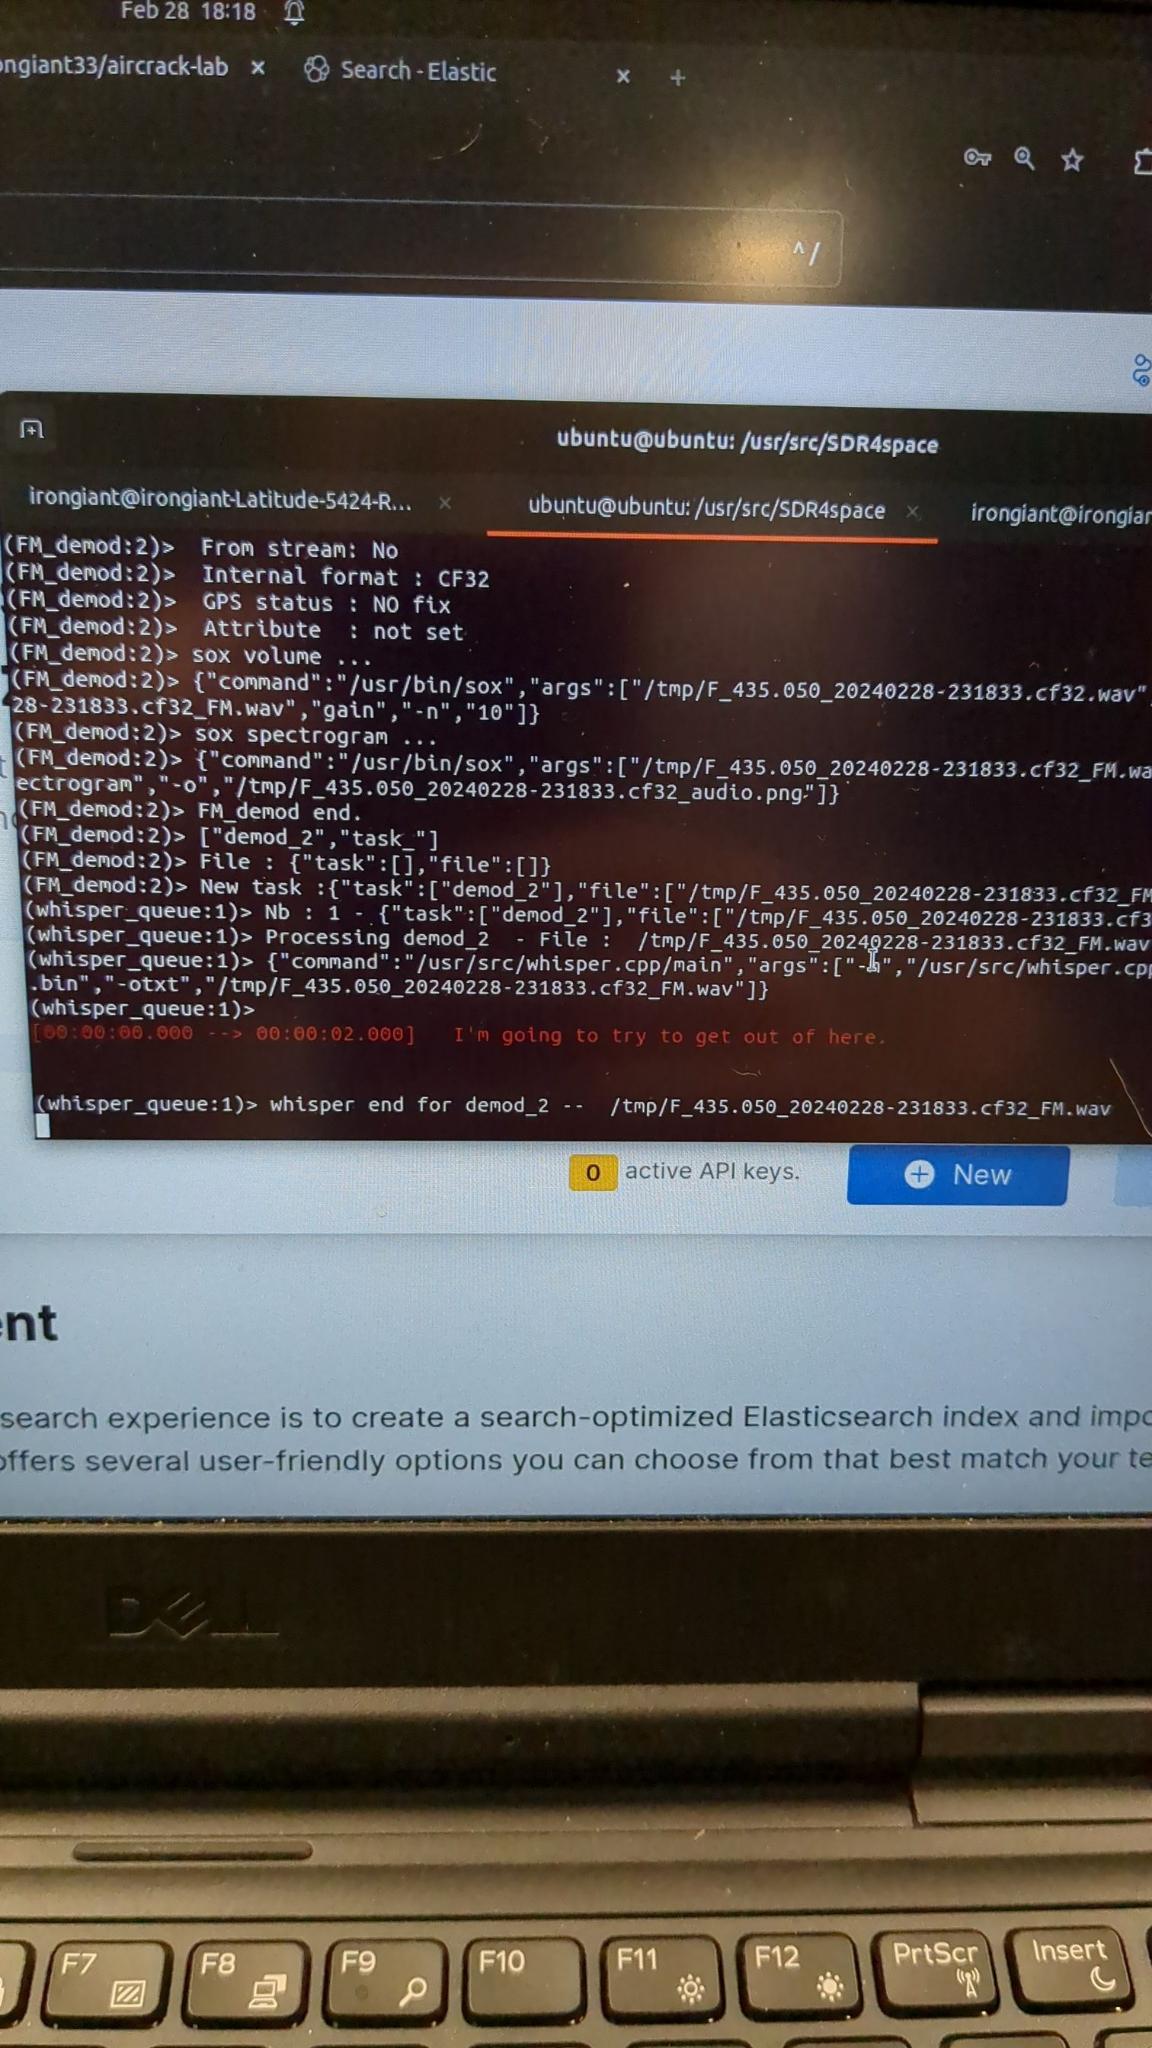 Feb 28 18:18
ongiant33/aircrack-lab × Search - Elastic × +
^/
ubuntu@ubuntu: /usr/src/SDR4space
irongiant@irongiant-Latitude-5424-R... × ubuntu@ubuntu: /usr/src/SDR4space × irongiant@irongian
(FM_demod:2)> From stream: No
(FM_demod:2)> Internal format : CF32
(FM_demod:2)> GPS status : NO fix
(FM_demod:2)> Attribute : not set
(FM_demod:2)> sox volume ...
(FM_demod:2)> {"command":"/usr/bin/sox","args":["/tmp/F_435.050_20240228-231833.cf32.wav"
28-231833.cf32_FM.wav","gain","-n","10"]}
(FM_demod:2)> sox spectrogram ...
(FM_demod:2)> {"command":"/usr/bin/sox","args":["/tmp/F_435.050_20240228-231833.cf32_FM.wa
ectrogram","-o","/tmp/F_435.050_20240228-231833.cf32_audio.png"]}
(FM_demod:2)> FM_demod end.
(FM_demod:2)> ["demod_2","task_"]
(FM_demod:2)> File : {"task":[],"file":[]}
(FM_demod:2)> New task :{"task":["demod_2"],"file":["/tmp/F_435.050_20240228-231833.cf32_FM
(whisper_queue:1)> Nb : 1 - {"task":["demod_2"],"file":["/tmp/F_435.050_20240228-231833.cf3
(whisper_queue:1)> Processing demod_2 - File : /tmp/F_435.050_20240228-231833.cf32_FM.wav
(whisper_queue:1)> {"command":"/usr/src/whisper.cpp/main","args":["-","/usr/src/whisper.cpp
.bin","-otxt","/tmp/F_435.050_20240228-231833.cf32_FM.wav"]}
(whisper_queue:1)>
[00:00:00.000 --> 00:00:02.000] I'm going to try to get out of here.
(whisper_queue:1)> whisper end for demod_2 -- /tmp/F_435.050_20240228-231833.cf32_FM.wav
0 active API keys. + New
ent
search experience is to create a search-optimized Elasticsearch index and impo
offers several user-friendly options you can choose from that best match your te
DELL
F7 F8 F9 F10 F11 F12 PrtScr Insert